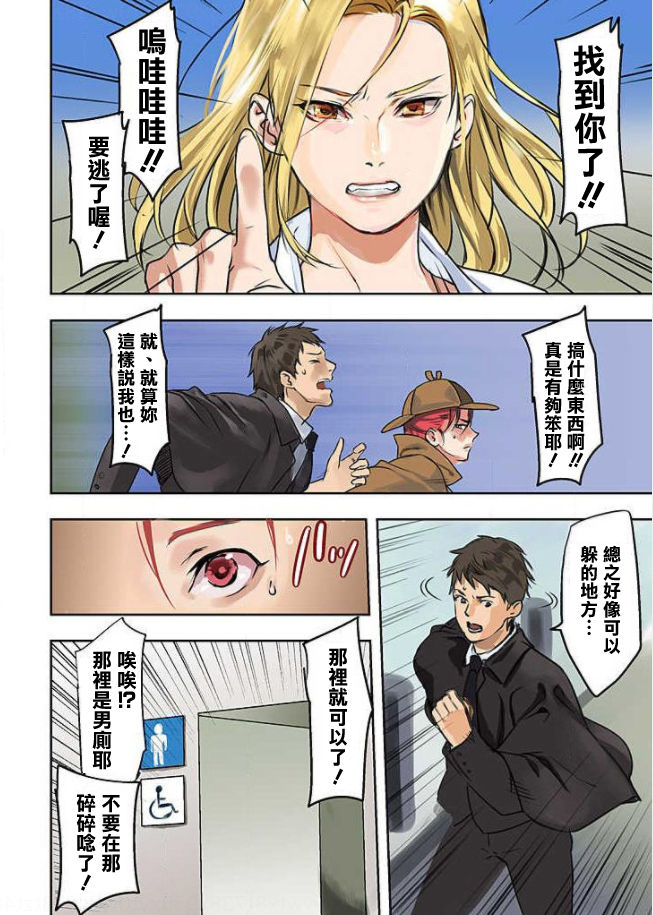 找到你了!!
嗚哇哇哇!!
要逃了喔!
搞什麼東西啊!!
真是有夠笨耶!
就、就算妳
這樣説我也…!
總之好像可以
躲的地方…
那裡就可以了!
唉唉!?
那裡是男廁耶
不要在那
碎碎唸了!